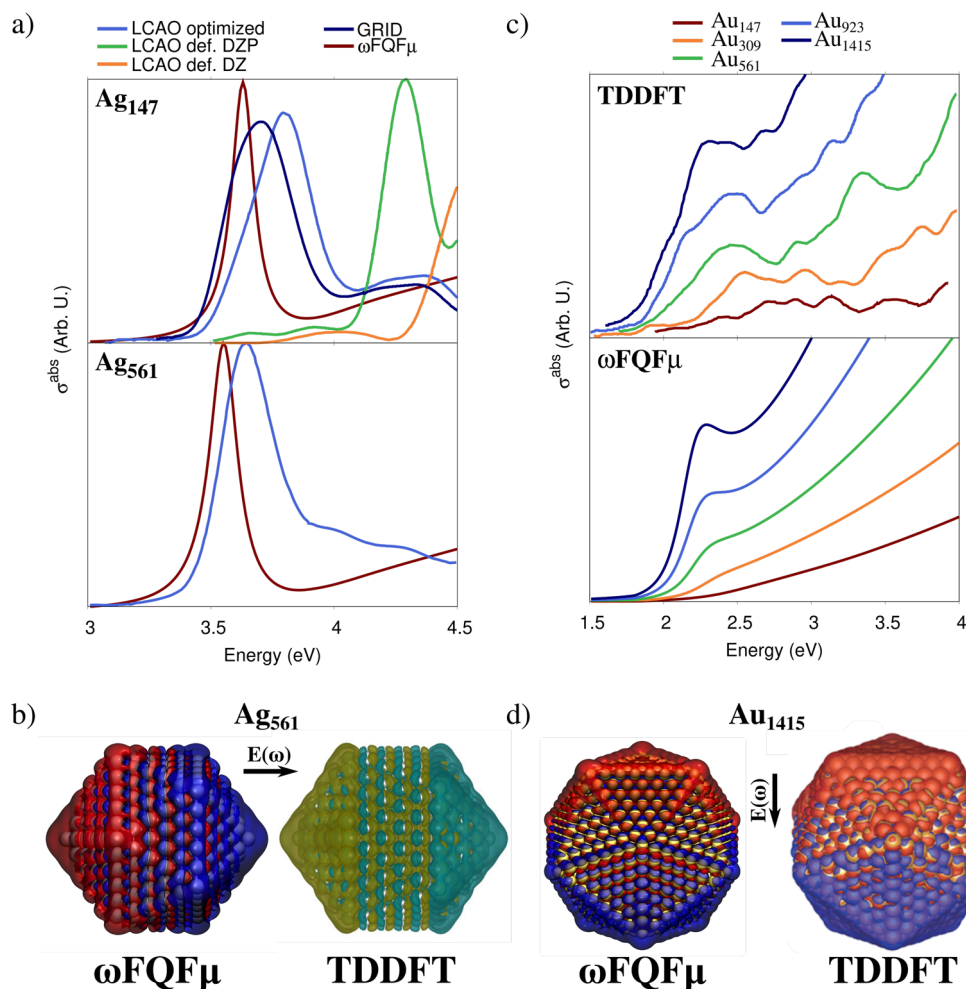 a)
LCAO optimized
LCAO def. DZP
LCAO def. DZ
GRID
ωFQFμ
Ag₁₄₇
Ag₅₆₁
σᵃᵇˢ (Arb. U.)
3 3.5 4 4.5
Energy (eV)
c)
Au₁₄₇
Au₃₀₉
Au₅₆₁
Au₉₂₃
Au₁₄₁₅
TDDFT
σᵃᵇˢ (Arb. U.)
ωFQFμ
σᵃᵇˢ (Arb. U.)
1.5 2 2.5 3 3.5 4
Energy (eV)
b)
Ag₅₆₁
E(ω)
ωFQFμ
TDDFT
d)
Au₁₄₁₅
E(ω)
ωFQFμ
TDDFT